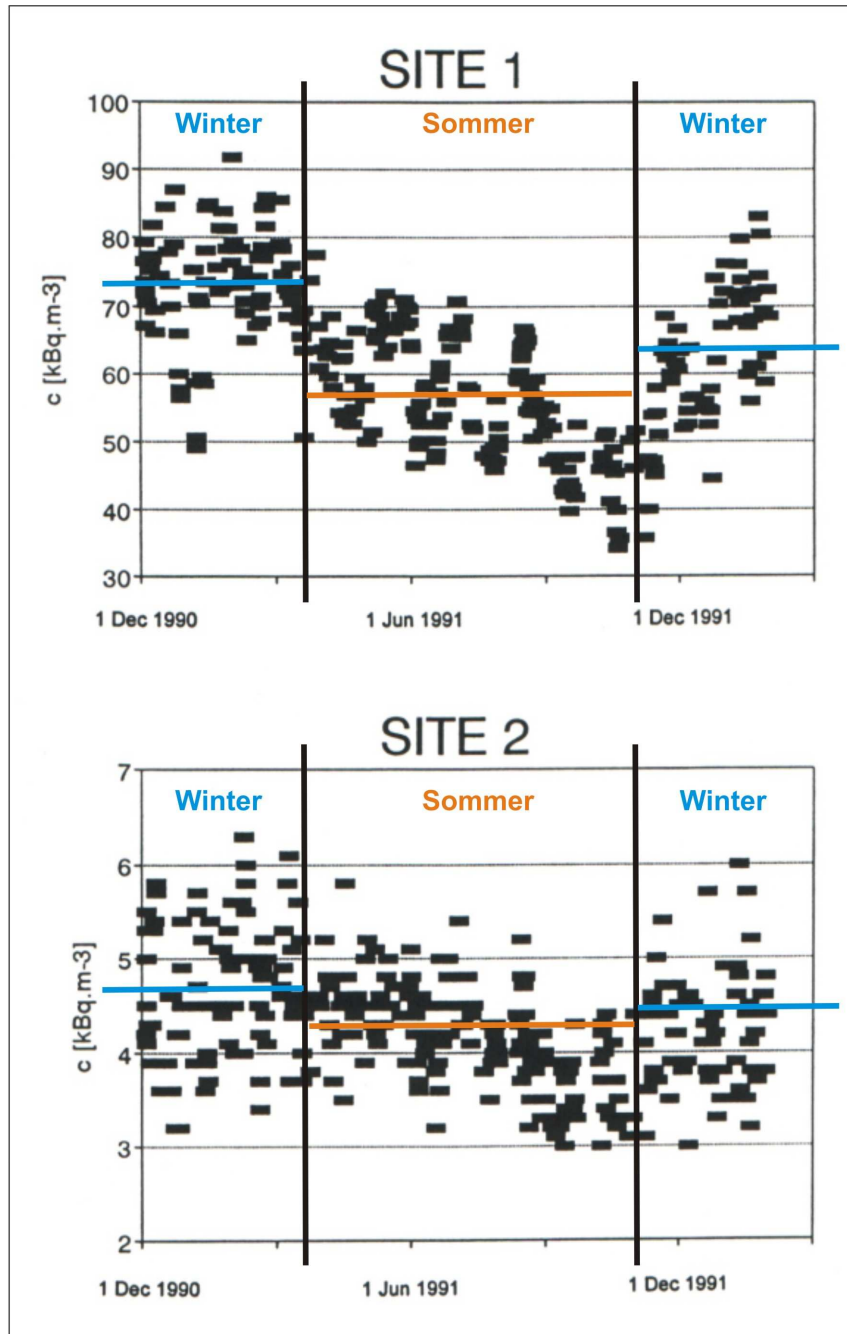 SITE 1
100
Winter Sommer Winter
90
80
70
c [kBq.m-3]
60
50
40
30
1 Dec 1990 1 Jun 1991 1 Dec 1991
SITE 2
7
Winter Sommer Winter
6
5
c [kBq.m-3]
4
3
2
1 Dec 1990 1 Jun 1991 1 Dec 1991